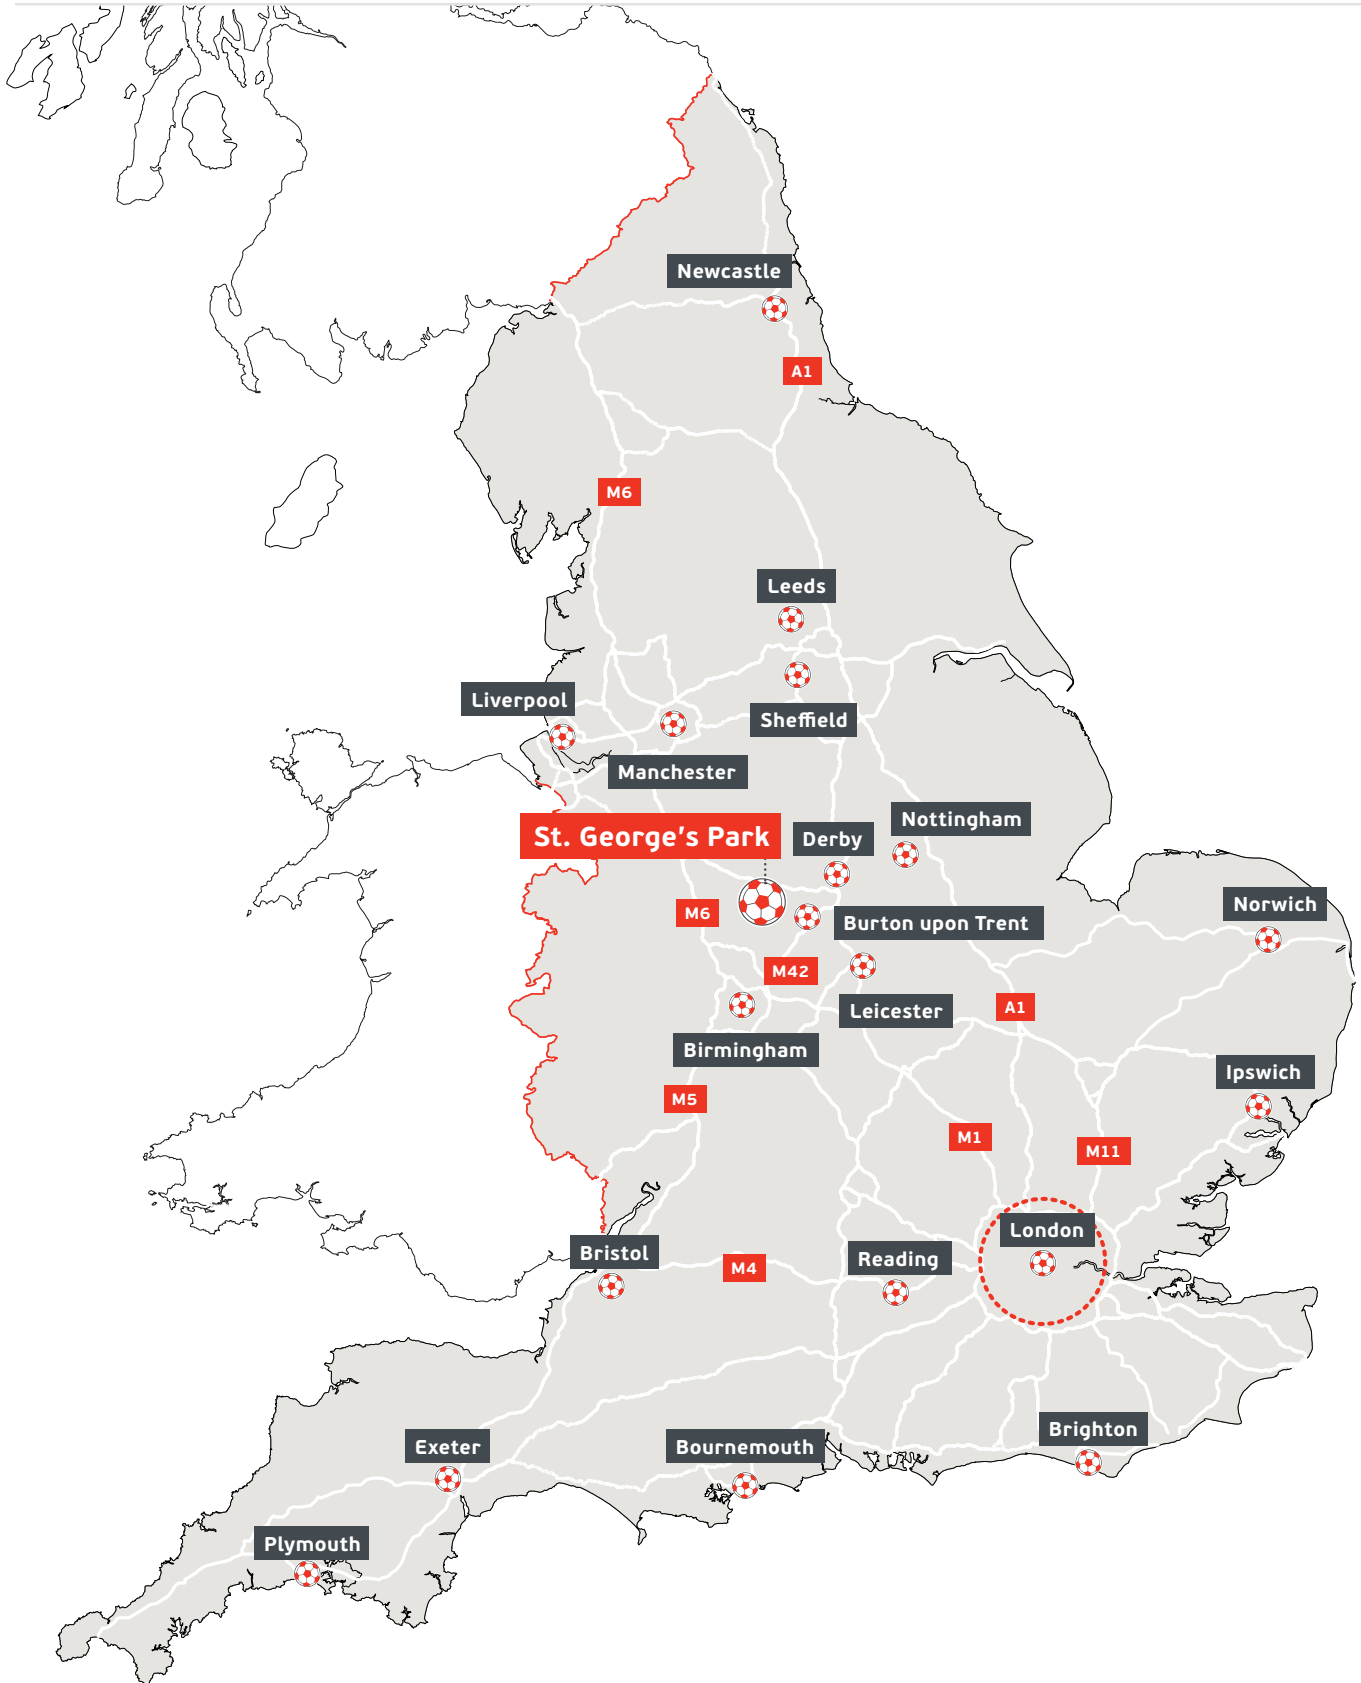 Newcastle
A1
M6
Leeds
Liverpool
Sheffield
Manchester
Nottingham
St. George's Park
Derby
Norwich
M6
Burton upon Trent
M42
Leicester
A1
Birmingham
Ipswich
M5
M1
M11
London
Bristol
Reading
M4
Brighton
Exeter
Bournemouth
Plymouth